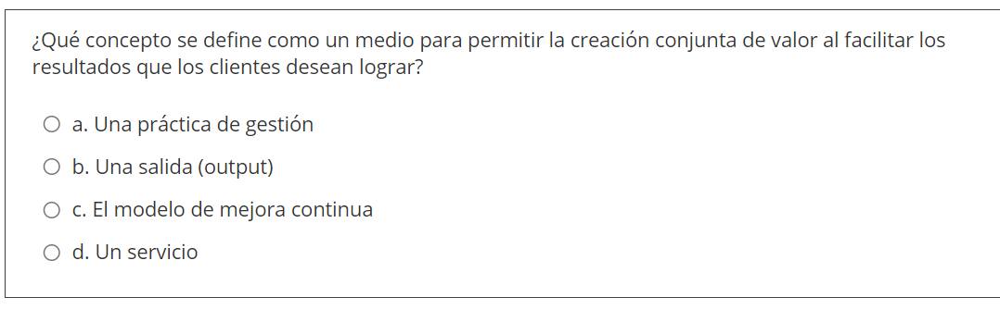 ¿Qué concepto se define como un medio para permitir la creación conjunta de valor al facilitar los
resultados que los clientes desean lograr?
a. Una práctica de gestión
b. Una salida (output)
c. El modelo de mejora continua
d. Un servicio